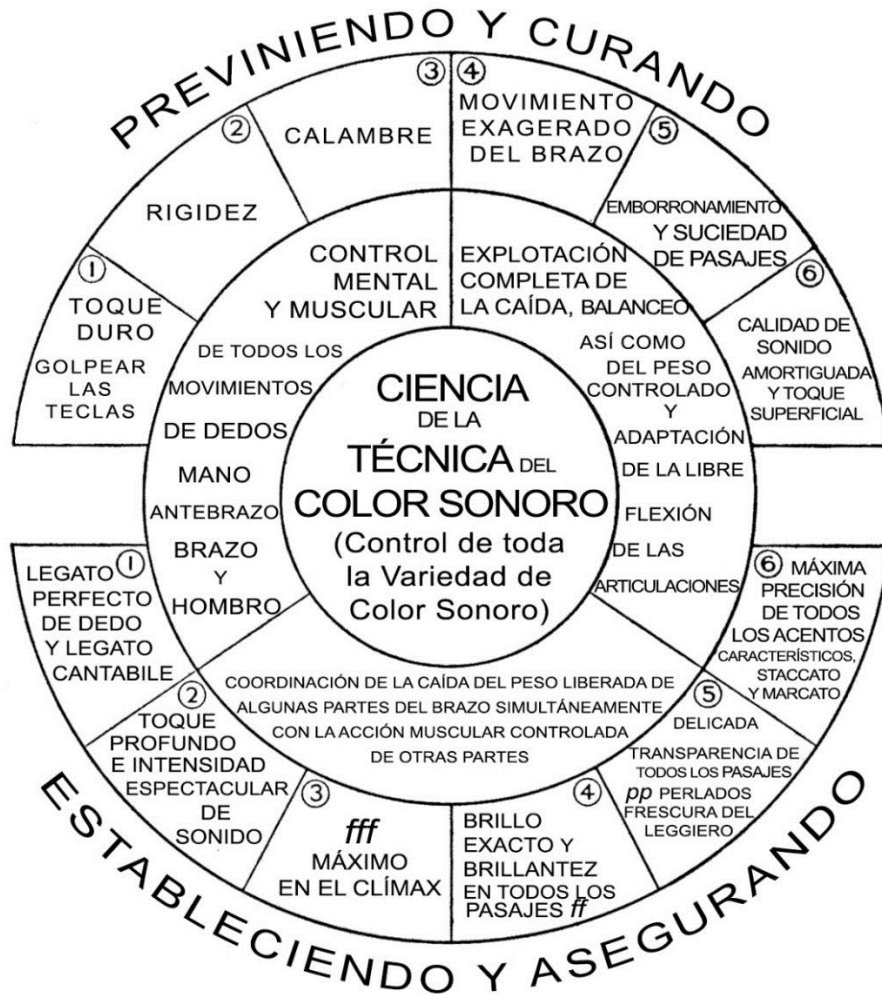 PREVINIENDO Y CURANDO
①
TOQUE
DURO
GOLPEAR
LAS
TECLAS
②
RIGIDEZ
③
CALAMBRE
④
MOVIMIENTO
EXAGERADO
DEL BRAZO
⑤
EMBORRONAMIENTO
Y SUCIEDAD
DE PASAJES
⑥
CALIDAD DE
SONIDO
AMORTIGUADA
Y TOQUE
SUPERFICIAL
CONTROL
MENTAL
Y MUSCULAR
DE TODOS LOS
MOVIMIENTOS
DE DEDOS
MANO
ANTEBRAZO
BRAZO
Y
HOMBRO
EXPLOTACIÓN
COMPLETA DE
LA CAÍDA, BALANCEO
ASÍ COMO
DEL PESO
CONTROLADO
Y
ADAPTACIÓN
DE LA LIBRE
FLEXIÓN
DE LAS
ARTICULACIONES
CIENCIA
DE LA
TÉCNICA DEL
COLOR SONORO
(Control de toda
la Variedad de
Color Sonoro)
COORDINACIÓN DE LA CAÍDA DEL PESO LIBERADA DE
ALGUNAS PARTES DEL BRAZO SIMULTÁNEAMENTE
CON LA ACCIÓN MUSCULAR CONTROLADA
DE OTRAS PARTES
LEGATO ①
PERFECTO
DE DEDO
Y LEGATO
CANTABILE
②
TOQUE
PROFUNDO
E INTENSIDAD
ESPECTACULAR
DE
SONIDO
③
fff
MÁXIMO
EN EL CLÍMAX
④
BRILLO
EXACTO Y
BRILLANTEZ
EN TODOS LOS
PASAJES ff
⑤
DELICADA
TRANSPARENCIA DE
TODOS LOS PASAJES
pp PERLADOS
FRESCURA DEL
LEGGIERO
⑥ MÁXIMA
PRECISIÓN
DE TODOS
LOS ACENTOS
CARACTERÍSTICOS,
STACCATO
Y MARCATO
ESTABLECIENDO Y ASEGURANDO